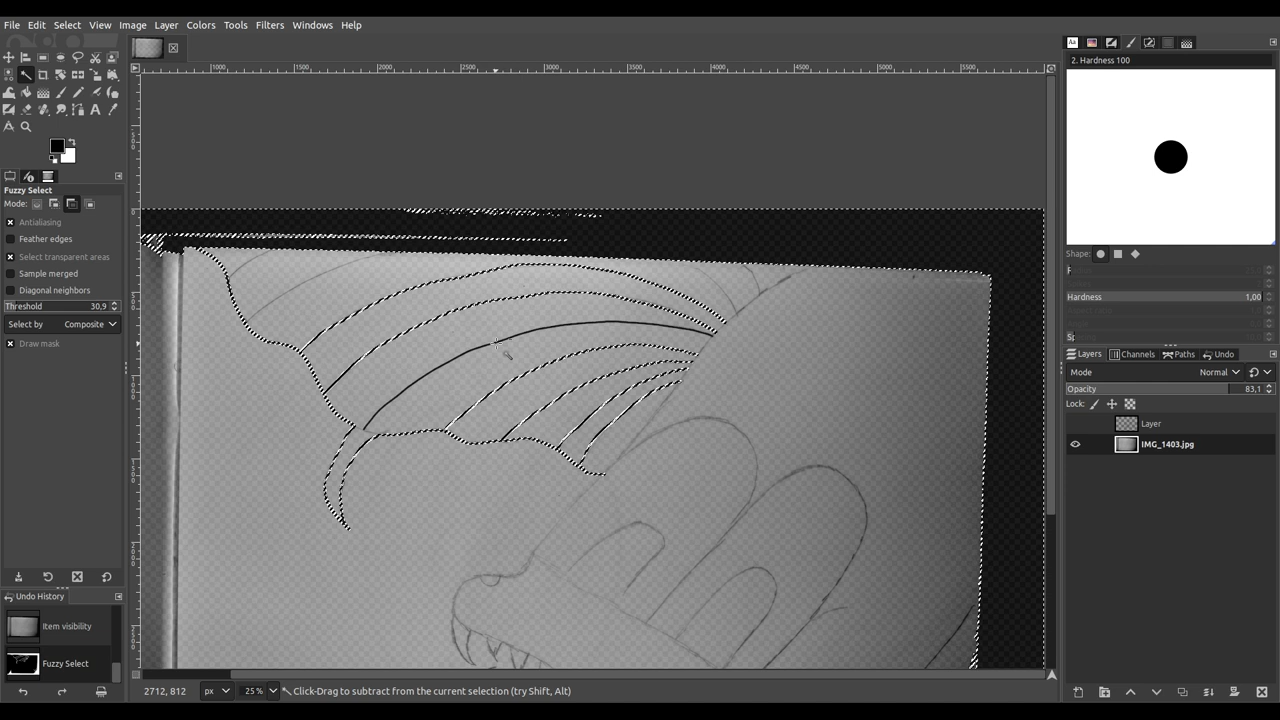 File Edit Select View Image Layer Colors Tools Filters Windows Help
Aa
2. Hardness 100
1000 1500 2000 2500 3000 3500 4000 4500 5000 5500
Fuzzy Select
Mode:
Antialiasing
Feather edges
Select transparent areas
Sample merged
Diagonal neighbors
Threshold 30,9
Select by Composite
Draw mask
Shape:
Hardness 1,00
Sp
Layers Channels Paths Undo
Mode Normal
Opacity 83,1
Lock:
Layer
IMG_1403.jpg
Undo History
Item visibility
Fuzzy Select
2712, 812 px 25 % Click-Drag to subtract from the current selection (try Shift, Alt)